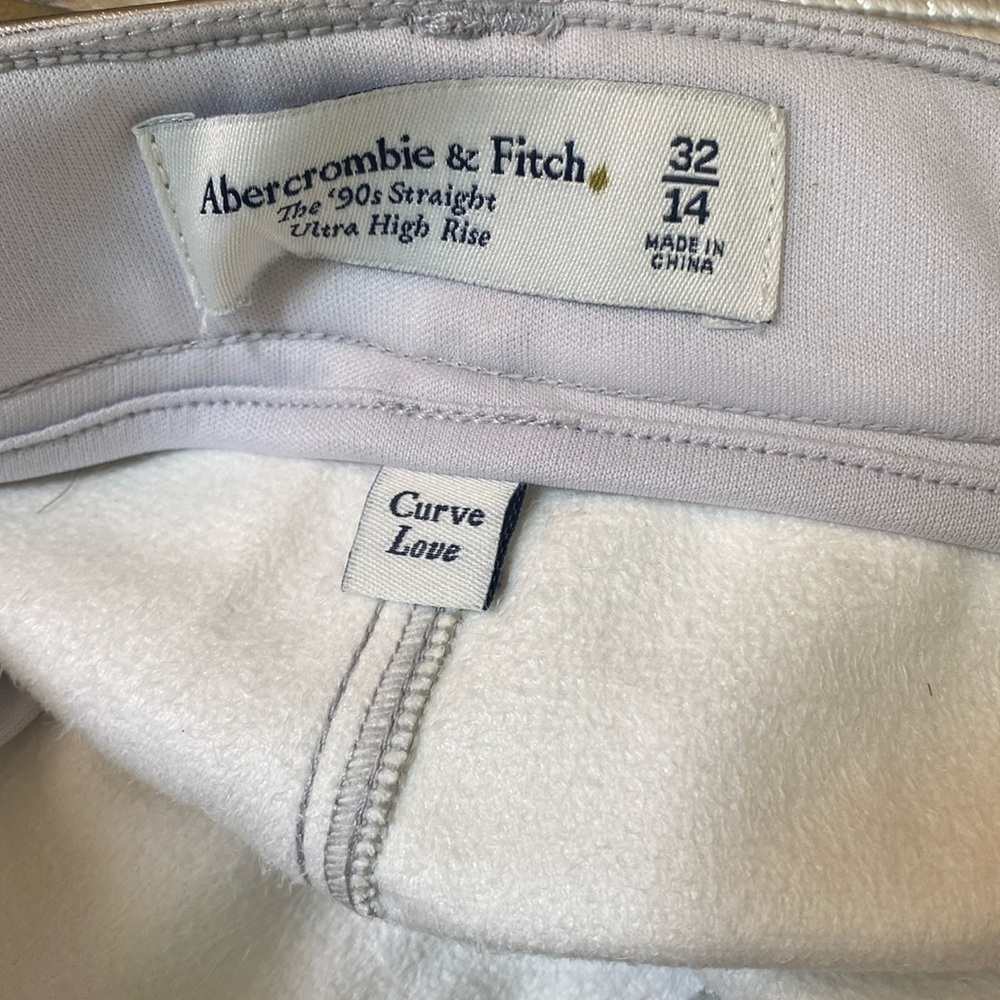 Abercrombie & Fitch
The '90s Straight
Ultra High Rise
32
14
MADE IN
CHINA
Curve
Love